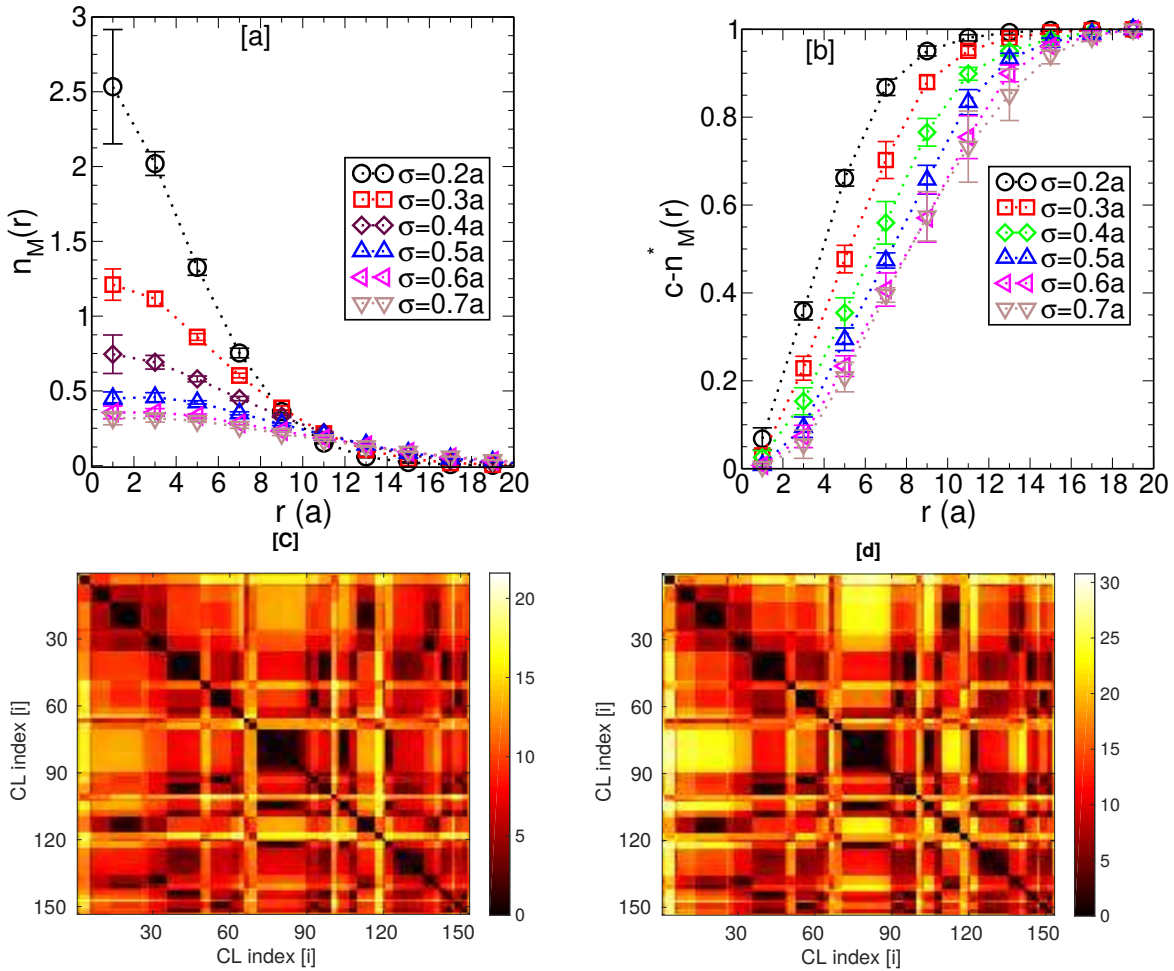 [a]
n_M(r)
3
2.5
2
1.5
1
0.5
0
0 2 4 6 8 10 12 14 16 18 20
r (a)
σ=0.2a
σ=0.3a
σ=0.4a
σ=0.5a
σ=0.6a
σ=0.7a
[b]
c-n*_M(r)
1
0.8
0.6
0.4
0.2
0
0 2 4 6 8 10 12 14 16 18 20
r (a)
σ=0.2a
σ=0.3a
σ=0.4a
σ=0.5a
σ=0.6a
σ=0.7a
[C]
CL index [i]
30
60
90
120
150
30 60 90 120 150
CL index [i]
20
15
10
5
0
[d]
CL index [i]
30
60
90
120
150
30 60 90 120 150
CL index [i]
30
25
20
15
10
5
0